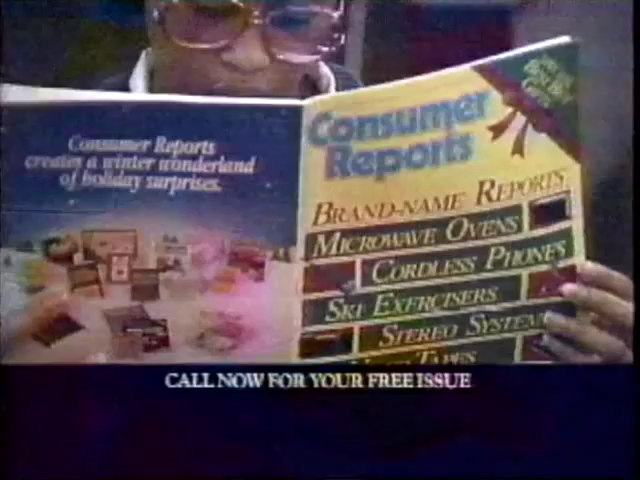 Consumer Reports
creates a winter wonderland
of holiday surprises.
Consumer
Reports
BRAND-NAME REPORTS
MICROWAVE OVENS
CORDLESS PHONES
SKI EXERCISERS
STEREO SYSTEM
TAPES
CALL NOW FOR YOUR FREE ISSUE